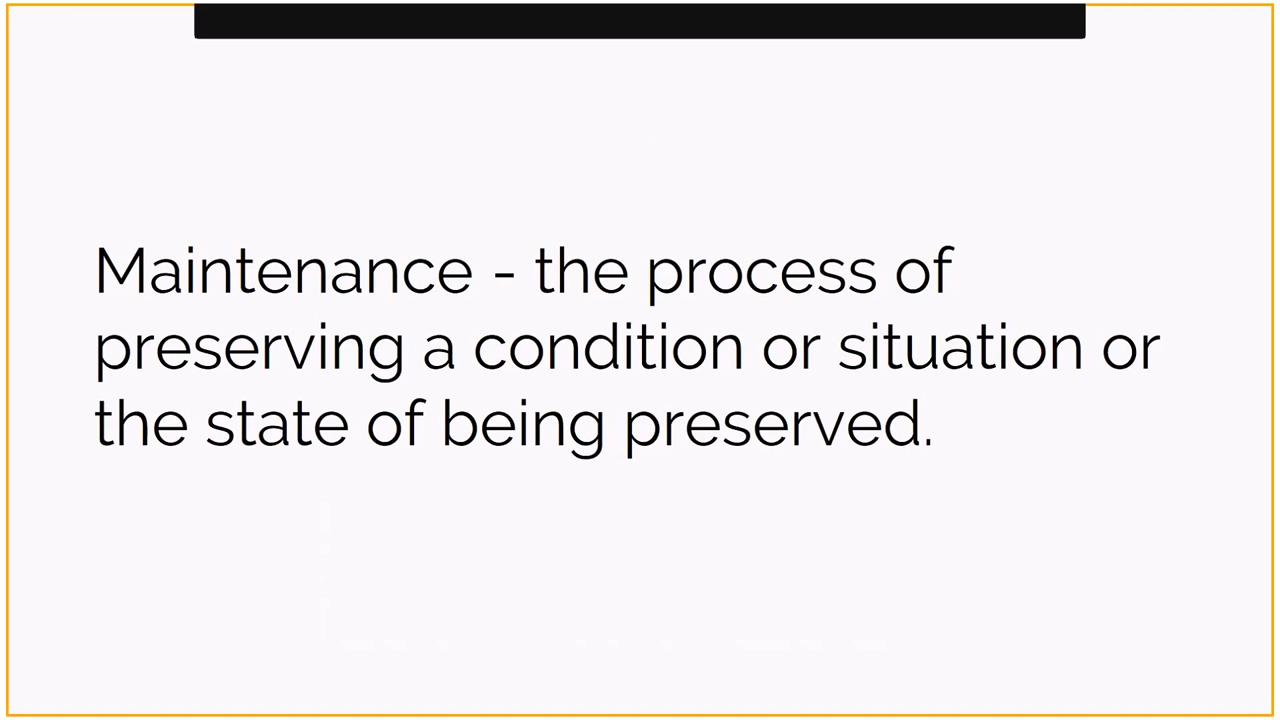 Maintenance - the process of
preserving a condition or situation or
the state of being preserved.